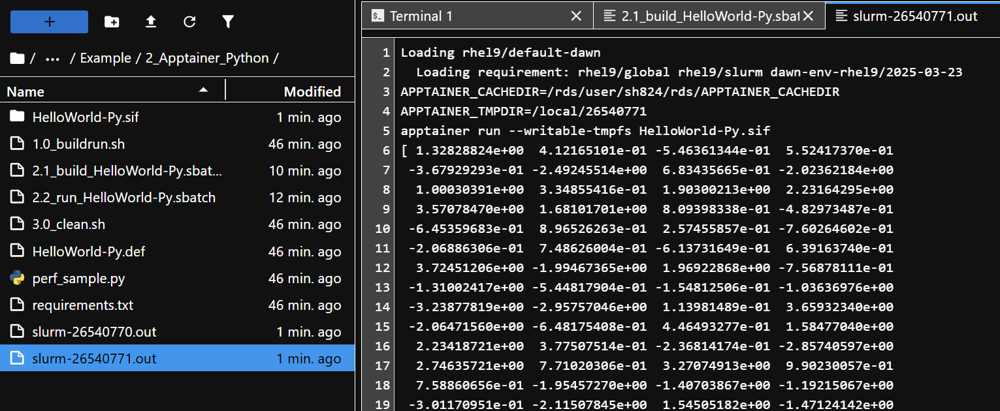 +
/ ··· / Example / 2_Apptainer_Python /
Name Modified
HelloWorld-Py.sif 1 min. ago
1.0_buildrun.sh 46 min. ago
2.1_build_HelloWorld-Py.sbat... 10 min. ago
2.2_run_HelloWorld-Py.sbatch 12 min. ago
3.0_clean.sh 46 min. ago
HelloWorld-Py.def 46 min. ago
perf_sample.py 46 min. ago
requirements.txt 46 min. ago
slurm-26540770.out 1 min. ago
slurm-26540771.out 1 min. ago
$_ Terminal 1 2.1_build_HelloWorld-Py.sbat slurm-26540771.out
1 Loading rhel9/default-dawn
2   Loading requirement: rhel9/global rhel9/slurm dawn-env-rhel9/2025-03-23
3 APPTAINER_CACHEDIR=/rds/user/sh824/rds/APPTAINER_CACHEDIR
4 APPTAINER_TMPDIR=/local/26540771
5 apptainer run --writable-tmpfs HelloWorld-Py.sif
6 [ 1.32828824e+00  4.12165101e-01 -5.46361344e-01  5.52417370e-01
7  -3.67929293e-01 -2.49245514e+00  6.83435665e-01 -2.02362184e+00
8   1.00030391e+00  3.34855416e-01  1.90300213e+00  2.23164295e+00
9   3.57078470e+00  1.68101701e+00  8.09398338e-01 -4.82973487e-01
10  -6.45359683e-01  8.96526263e-01  2.57455857e-01 -7.60264602e-01
11  -2.06886306e-01  7.48626004e-01 -6.13731649e-01  6.39163740e-01
12   3.72451206e+00 -1.99467365e+00  1.96922868e+00 -7.56878111e-01
13  -1.31002417e+00 -5.44817904e-01 -1.54812506e-01 -1.03636976e+00
14  -3.23877819e+00 -2.95757046e+00  1.13981489e-01  3.65932340e+00
15  -2.06471560e+00 -6.48175408e-01  4.46493277e-01  1.58477040e+00
16   2.23418721e+00  3.77507514e-01 -2.36814174e-01 -2.85740597e+00
17   2.74635721e+00  7.71020306e-01  3.27074913e+00  9.90230057e-01
18   7.58860656e-01 -1.95457270e+00 -1.40703867e+00 -1.19215067e+00
19  -3.01170951e-01 -2.11507845e+00  1.54505182e+00 -1.47124142e+00